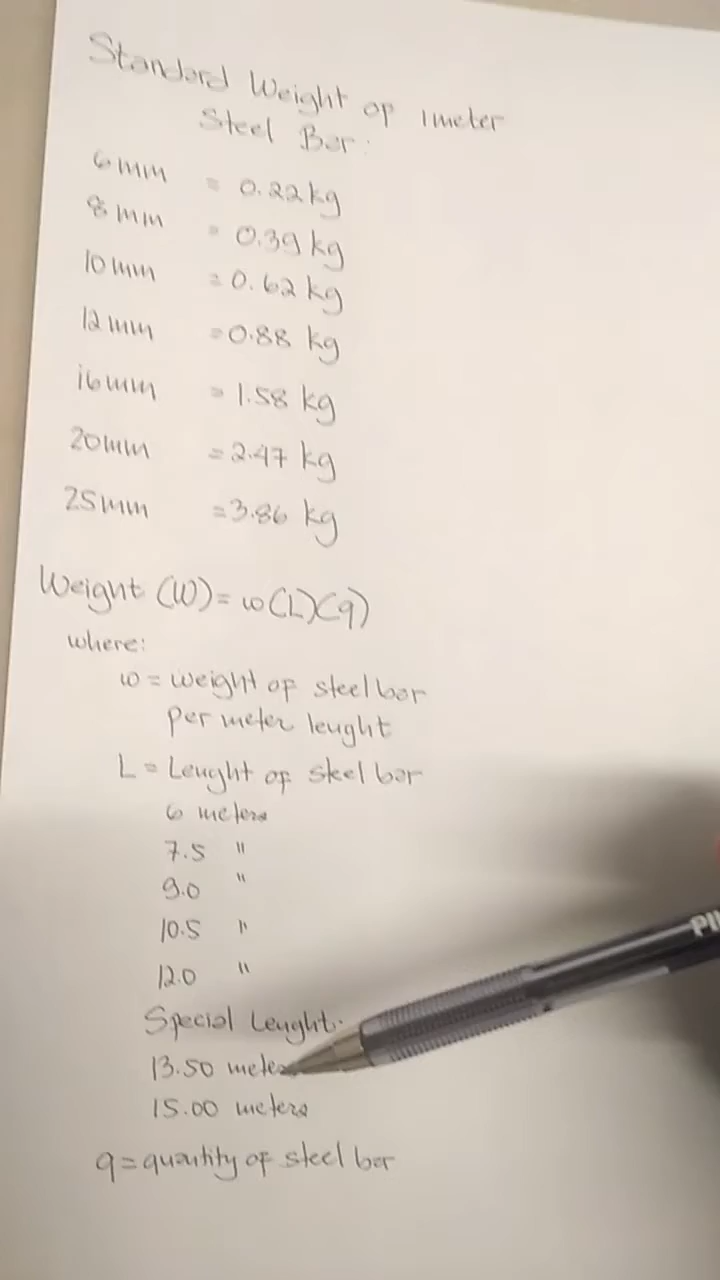 Standard Weight of 1meter
Steel Bar:
6mm = 0.22 kg
8mm = 0.39 kg
10mm = 0.62 kg
12mm = 0.88 kg
16mm = 1.58 kg
20mm = 2.47 kg
25mm = 3.86 kg
Weight (W) = w(L)(q)
where:
w = weight of steel bar
per meter leught
L = Leught of steel bar
6 meters
7.5 "
9.0 "
10.5 "
12.0 "
Special Leught:
13.50 meters
15.00 meters
q = quantity of steel bar